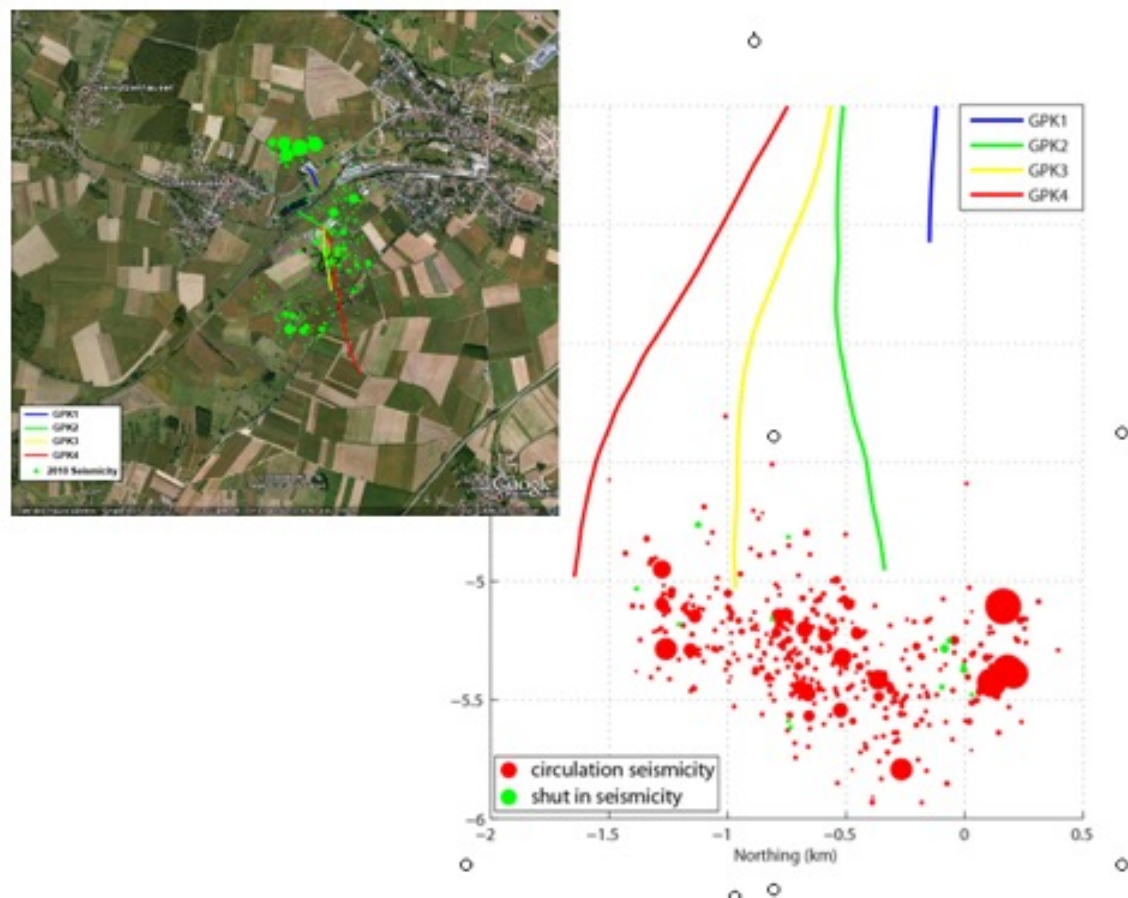 GPK1
GPK2
GPK3
GPK4
2010 Seismicity
Google
GPK1
GPK2
GPK3
GPK4
−5
−5.5
−6
circulation seismicity
shut in seismicity
−2
−1.5
−1
−0.5
0
0.5
Northing (km)